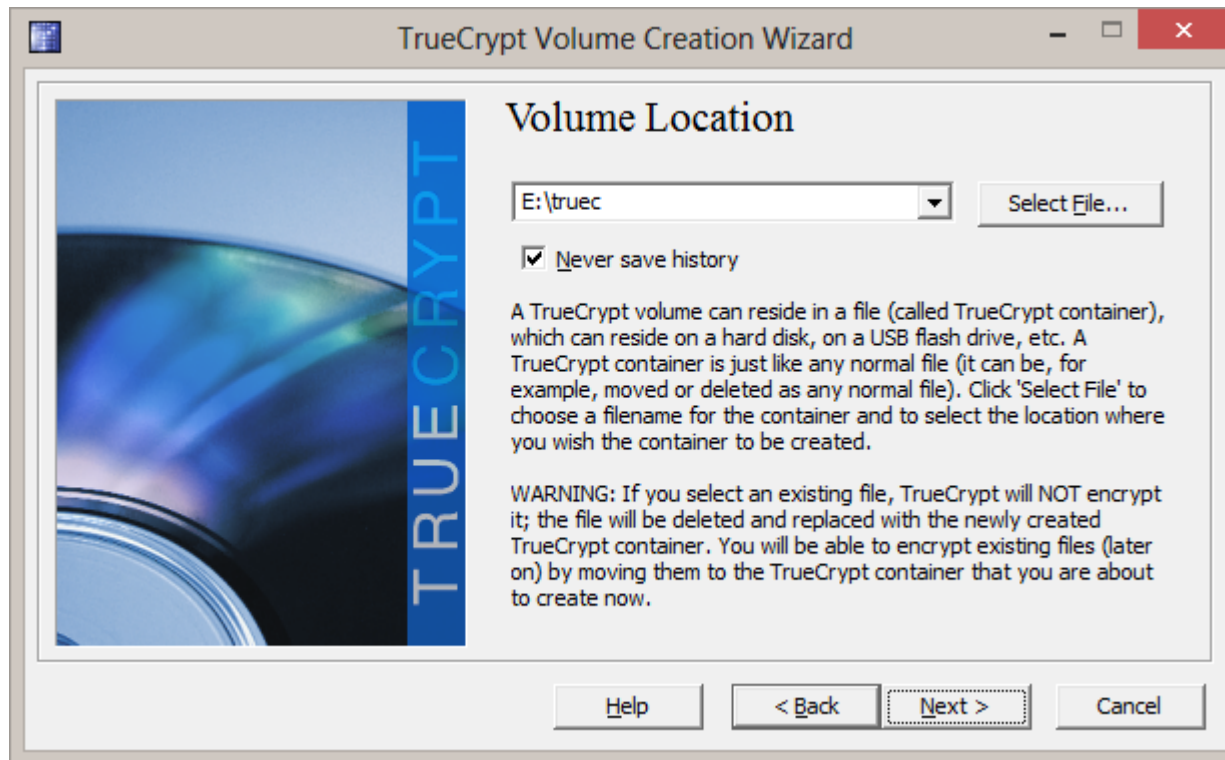 TrueCrypt Volume Creation Wizard
TRUECRYPT
Volume Location
E:\truec
Select File...
Never save history
A TrueCrypt volume can reside in a file (called TrueCrypt container),
which can reside on a hard disk, on a USB flash drive, etc. A
TrueCrypt container is just like any normal file (it can be, for
example, moved or deleted as any normal file). Click 'Select File' to
choose a filename for the container and to select the location where
you wish the container to be created.
WARNING: If you select an existing file, TrueCrypt will NOT encrypt
it; the file will be deleted and replaced with the newly created
TrueCrypt container. You will be able to encrypt existing files (later
on) by moving them to the TrueCrypt container that you are about
to create now.
Help
< Back
Next >
Cancel